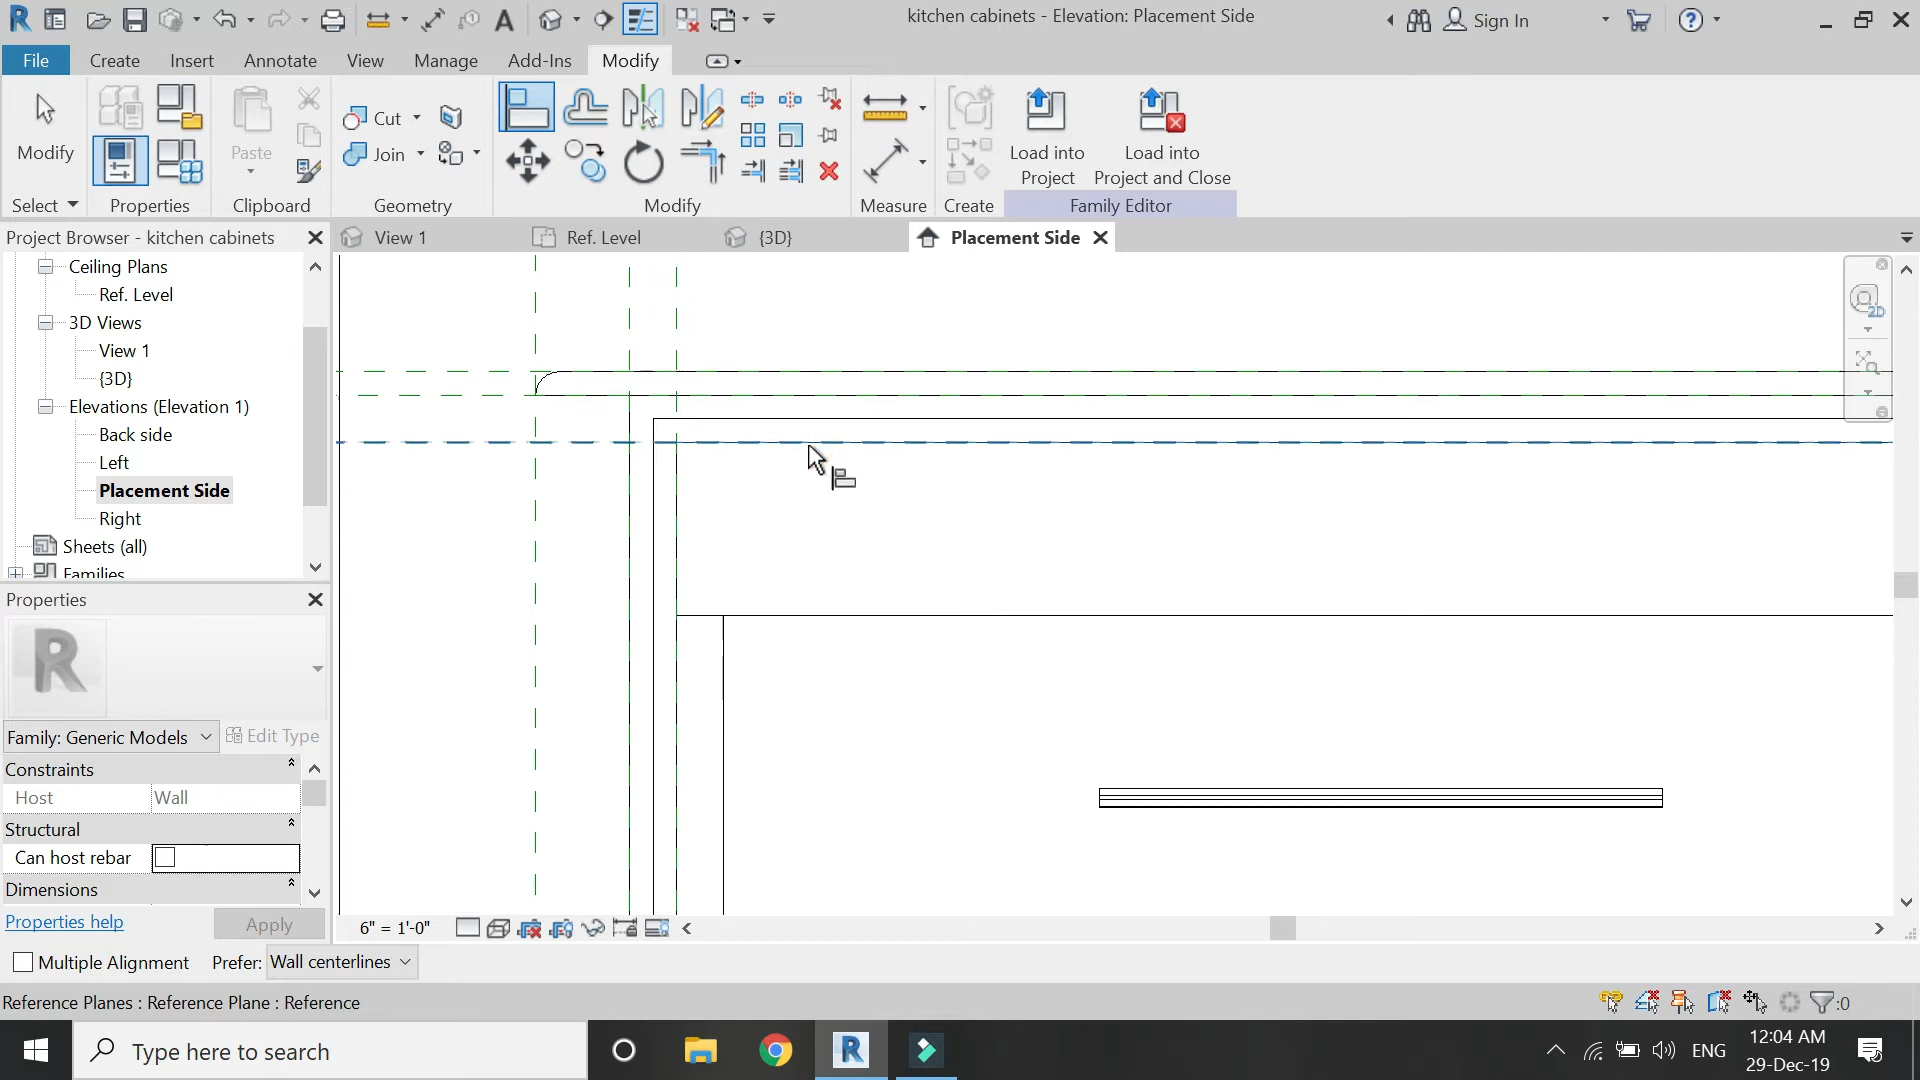 kitchen cabinets - Elevation: Placement Side
Sign In
File
Create
Insert
Annotate
View
Manage
Add-Ins
Modify
Modify
Paste
Cut
Join
Load into
Project
Load into
Project and Close
Select
Properties
Clipboard
Geometry
Modify
Measure
Create
Family Editor
Project Browser - kitchen cabinets
View 1
Ref. Level
{3D}
Placement Side
Ceiling Plans
Ref. Level
3D Views
View 1
{3D}
Elevations (Elevation 1)
Back side
Left
Placement Side
Right
Sheets (all)
Families
2D
Properties
R
Family: Generic Models
Edit Type
Constraints
Host
Wall
Structural
Can host rebar
Dimensions
Properties help
Apply
6" = 1'-0"
Multiple Alignment
Prefer:
Wall centerlines
Reference Planes : Reference Plane : Reference
:0
Type here to search
ENG
12:04 AM
29-Dec-19